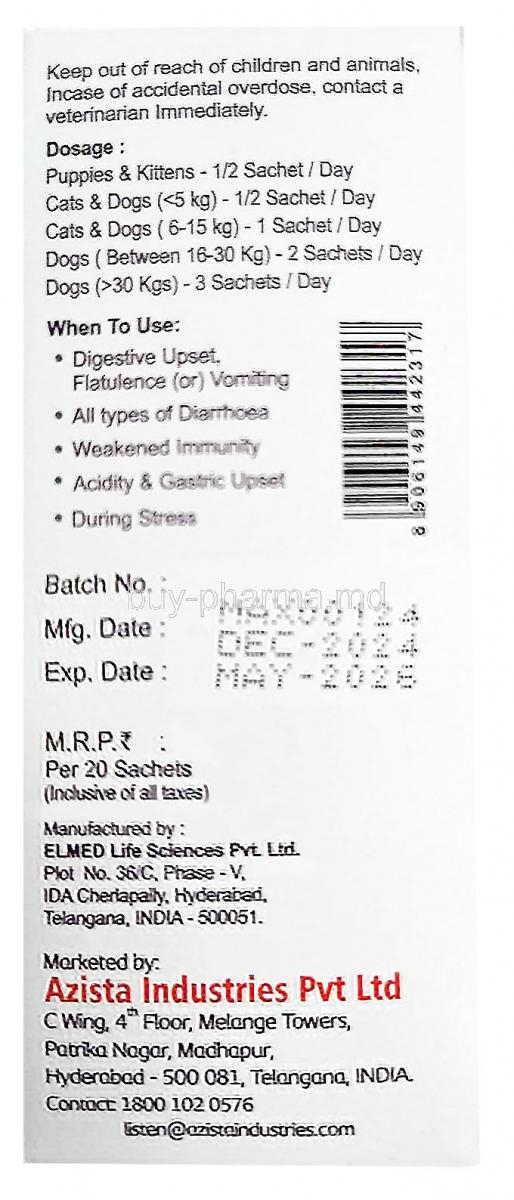 Keep out of reach of children and animals,
Incase of accidental overdose, contact a
veterinarian Immediately.
Dosage :
Puppies & Kittens - 1/2 Sachet / Day
Cats & Dogs (<5 kg) - 1/2 Sachet / Day
Cats & Dogs ( 6-15 kg) - 1 Sachet / Day
Dogs ( Between 16-30 Kg) - 2 Sachets / Day
Dogs (>30 Kgs) - 3 Sachets / Day
When To Use:
• Digestive Upset,
Flatulence (or) Vomiting
• All types of Diarrhoea
• Weakened Immunity
• Acidity & Gastric Upset
• During Stress
8906149442317
Batch No. :
buy-pharma.md
Mfg. Date : DEC-2024
Exp. Date : MAY-2026
M.R.P.₹ :
Per 20 Sachets
(Inclusive of all taxes)
Manufactured by :
ELMED Life Sciences Pvt. Ltd.
Plot No. 36/C, Phase - V,
IDA Cherlapally, Hyderabad,
Telangana, INDIA - 500051.
Marketed by:
Azista Industries Pvt Ltd
C Wing, 4th Floor, Melange Towers,
Patrika Nagar, Madhapur,
Hyderabad - 500 081, Telangana, INDIA.
Contact: 1800 102 0576
listen@azistaindustries.com